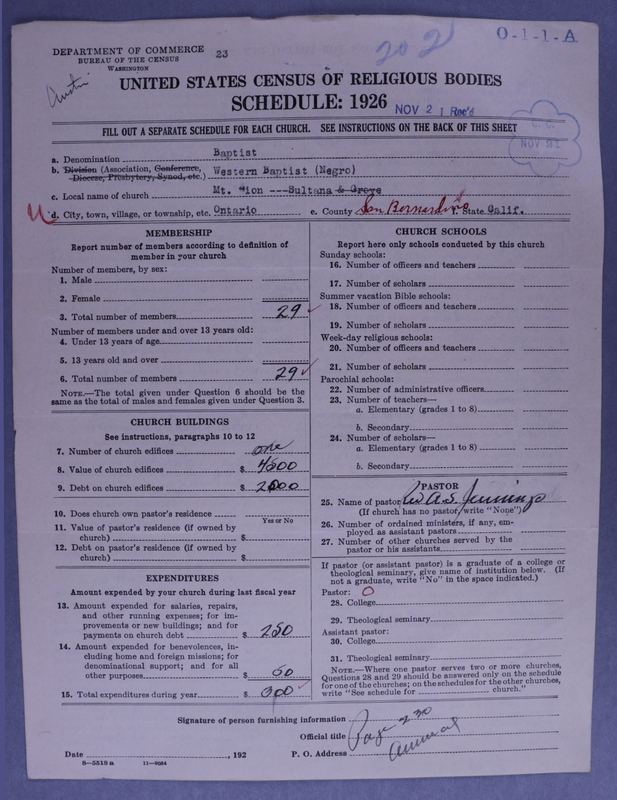 DEPARTMENT OF COMMERCE
BUREAU OF THE CENSUS
WASHINGTON
23
202
O-1-1-A
Austin
UNITED STATES CENSUS OF RELIGIOUS BODIES
SCHEDULE: 1926
NOV 2 1 Rec'd
FILL OUT A SEPARATE SCHEDULE FOR EACH CHURCH. SEE INSTRUCTIONS ON THE BACK OF THIS SHEET
a. Denomination Baptist
b. Division (Association, Conference, Diocese, Presbytery, Synod, etc.) Western Baptist (Negro)
c. Local name of church Mt. Zion ---Sultana & Grove
d. City, town, village, or township, etc. Ontario e. County San Bernardino f. State Calif.
MEMBERSHIP
Report number of members according to definition of
member in your church
Number of members, by sex:
1. Male
2. Female
3. Total number of members 29
Number of members under and over 13 years old:
4. Under 13 years of age
5. 13 years old and over
6. Total number of members 29
NOTE.—The total given under Question 6 should be
same as the total of males and females given under Question 3.
CHURCH BUILDINGS
See instructions, paragraphs 10 to 12
7. Number of church edifices one
8. Value of church edifices $ 4500
9. Debt on church edifices $ 2000
10. Does church own pastor's residence
Yes or No
11. Value of pastor's residence (if owned by
church) $
12. Debt on pastor's residence (if owned by
church) $
EXPENDITURES
Amount expended by your church during last fiscal year
13. Amount expended for salaries, repairs,
and other running expenses; for im-
provements or new buildings; and for
payments on church debt $ 250
14. Amount expended for benevolences, in-
cluding home and foreign missions; for
denominational support; and for all
other purposes $ 50
15. Total expenditures during year $ 300
CHURCH SCHOOLS
Report here only schools conducted by this church
Sunday schools:
16. Number of officers and teachers
17. Number of scholars
Summer vacation Bible schools:
18. Number of officers and teachers
19. Number of scholars
Week-day religious schools:
20. Number of officers and teachers
21. Number of scholars
Parochial schools:
22. Number of administrative officers
23. Number of teachers—
a. Elementary (grades 1 to 8)
b. Secondary
24. Number of scholars—
a. Elementary (grades 1 to 8)
b. Secondary
PASTOR
25. Name of pastor W.A.S. Jennings
(If church has no pastor, write "None")
26. Number of ordained ministers, if any, em-
ployed as assistant pastors
27. Number of other churches served by the
pastor or his assistants
If pastor (or assistant pastor) is a graduate of a college or
theological seminary, give name of institution below. (If
not a graduate, write "No" in the space indicated.)
Pastor: O
28. College
29. Theological seminary
Assistant pastor:
30. College
31. Theological seminary
NOTE.—Where one pastor serves two or more churches,
Questions 28 and 29 should be answered only on the schedule
for one of the churches; on the schedules for the other churches,
write "See schedule for church."
Signature of person furnishing information
Official title Page 230
Annual
Date , 192 P. O. Address
8—5513 a 11—9034